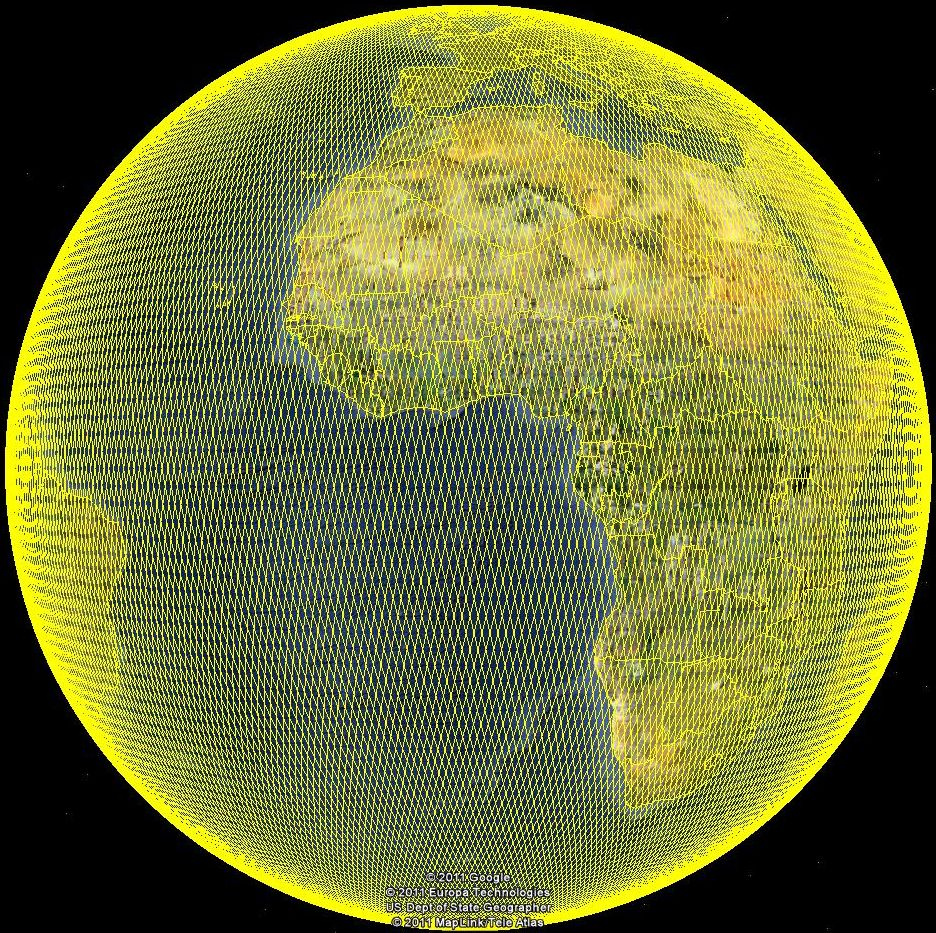 © 2011 Google
© 2011 Europa Technologies
US Dept of State Geographer
© 2011 MapLink/Tele Atlas